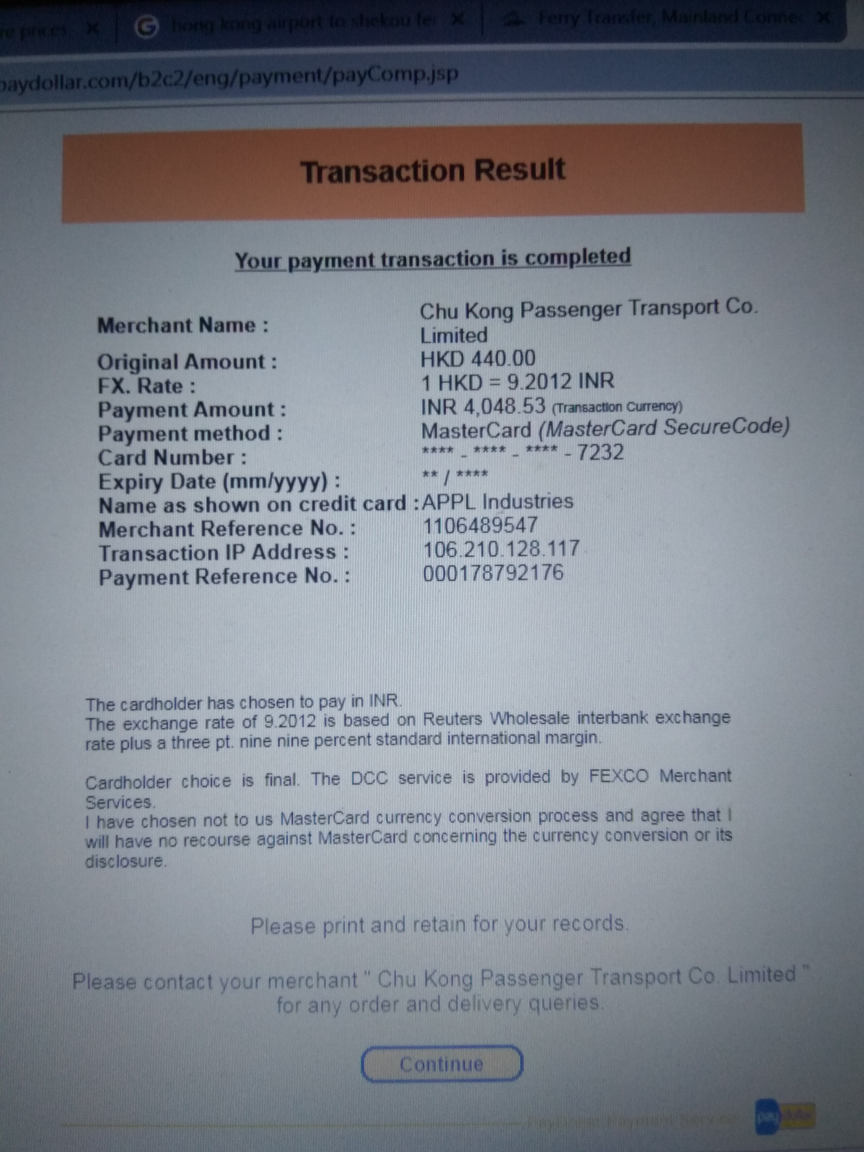 re prices, × G hong kong airport to shekou fe × Ferry Transfer, Mainland Connec ×
paydollar.com/b2c2/eng/payment/payComp.jsp
Transaction Result
Your payment transaction is completed
Merchant Name : Chu Kong Passenger Transport Co. Limited
Original Amount : HKD 440.00
FX. Rate : 1 HKD = 9.2012 INR
Payment Amount : INR 4,048.53 (Transaction Currency)
Payment method : MasterCard (MasterCard SecureCode)
Card Number : **** - **** - **** - 7232
Expiry Date (mm/yyyy) : ** / ****
Name as shown on credit card : APPL Industries
Merchant Reference No. : 1106489547
Transaction IP Address : 106.210.128.117
Payment Reference No. : 000178792176
The cardholder has chosen to pay in INR.
The exchange rate of 9.2012 is based on Reuters Wholesale interbank exchange
rate plus a three pt. nine nine percent standard international margin.
Cardholder choice is final. The DCC service is provided by FEXCO Merchant
Services.
I have chosen not to us MasterCard currency conversion process and agree that I
will have no recourse against MasterCard concerning the currency conversion or its
disclosure.
Please print and retain for your records.
Please contact your merchant " Chu Kong Passenger Transport Co. Limited "
for any order and delivery queries.
Continue
PayDollar Payment Service
paydollar